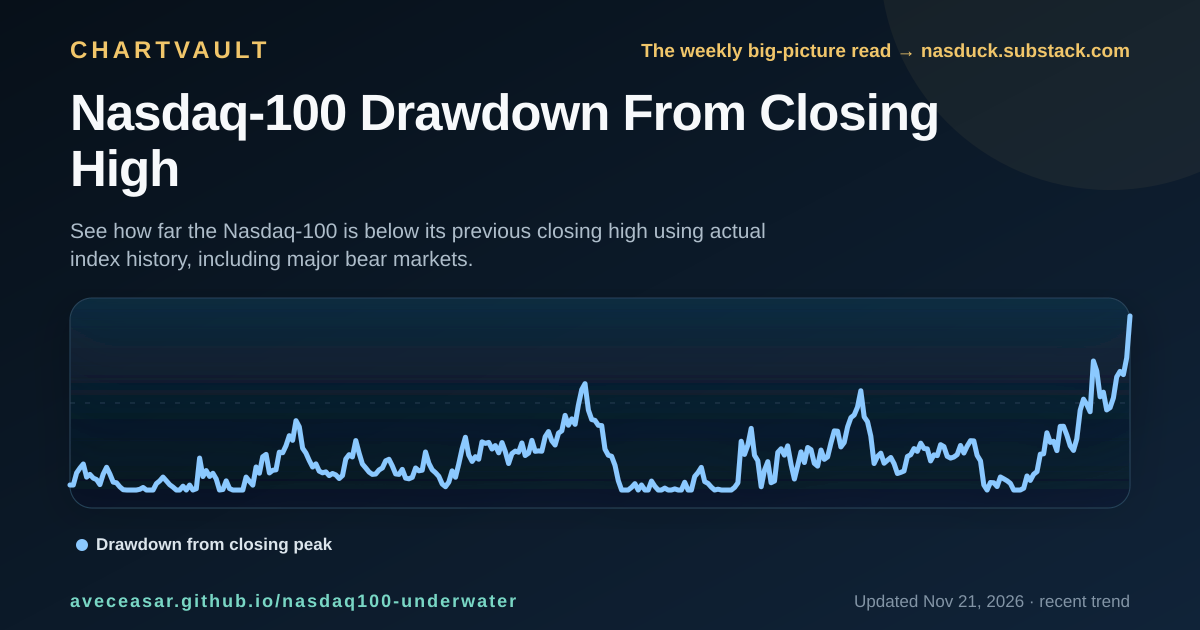 CHARTVAULT
The weekly big-picture read → nasduck.substack.com
Nasdaq-100 Drawdown From Closing
High
See how far the Nasdaq-100 is below its previous closing high using actual
index history, including major bear markets.
Drawdown from closing peak
aveceasar.github.io/nasdaq100-underwater
Updated Nov 21, 2026 · recent trend